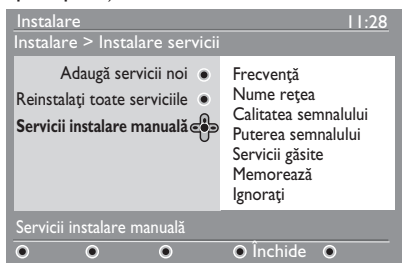 Instalare 11:28
Instalare > Instalare servicii
Adaugă servicii noi
Reinstalaţi toate serviciile
Servicii instalare manuală
Frecvenţă
Nume reţea
Calitatea semnalului
Puterea semnalului
Servicii găsite
Memorează
Ignoraţi
Servicii instalare manuală
Închide